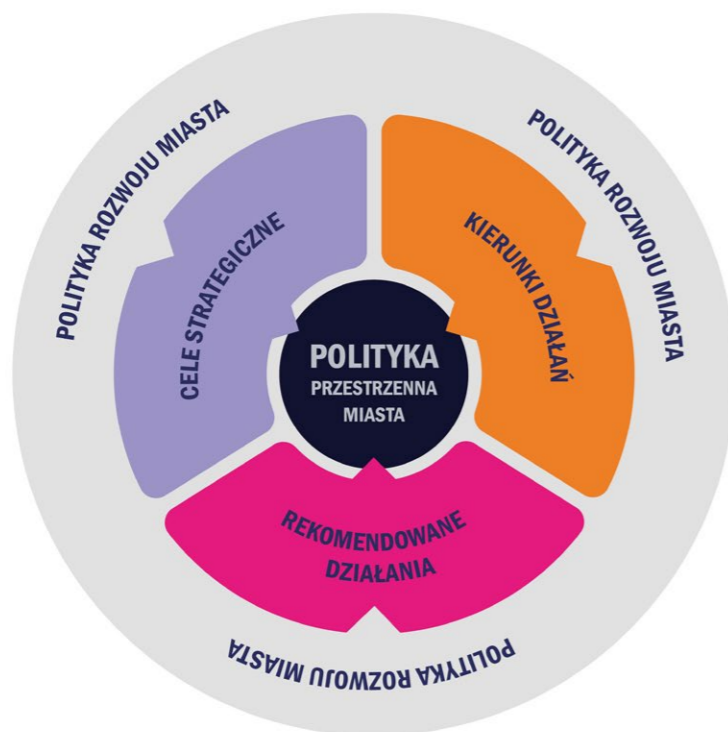 POLITYKA ROZWOJU MIASTA
POLITYKA ROZWOJU MIASTA
CELE STRATEGICZNE
KIERUNKI DZIAŁAŃ
POLITYKA
PRZESTRZENNA
MIASTA
REKOMENDOWANE
DZIAŁANIA
POLITYKA ROZWOJU MIASTA